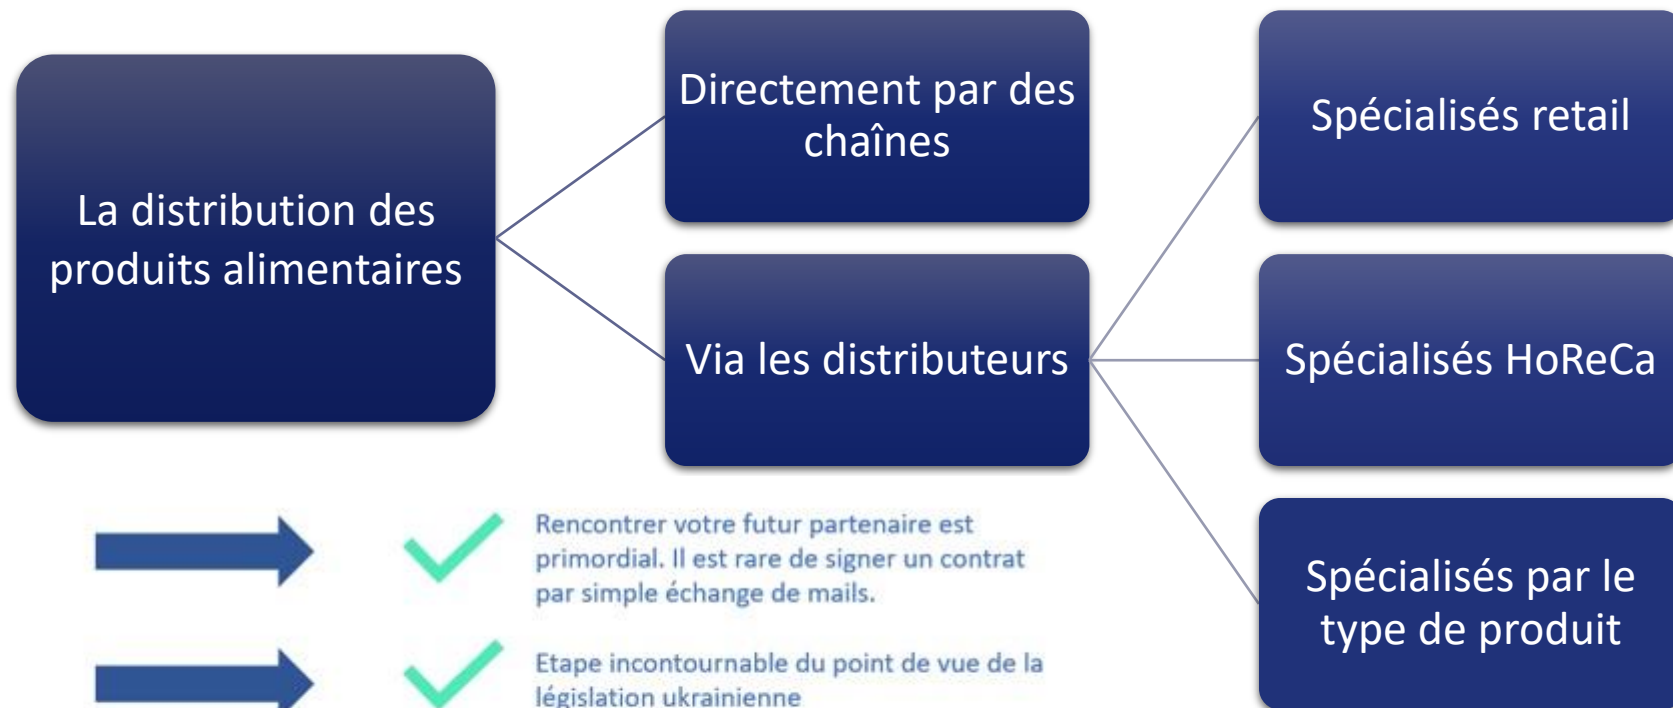 La distribution des
produits alimentaires
Directement par des
chaînes
Via les distributeurs
Spécialisés retail
Spécialisés HoReCa
Spécialisés par le
type de produit
Rencontrer votre futur partenaire est
primordial. Il est rare de signer un contrat
par simple échange de mails.
Etape incontournable du point de vue de la
législation ukrainienne